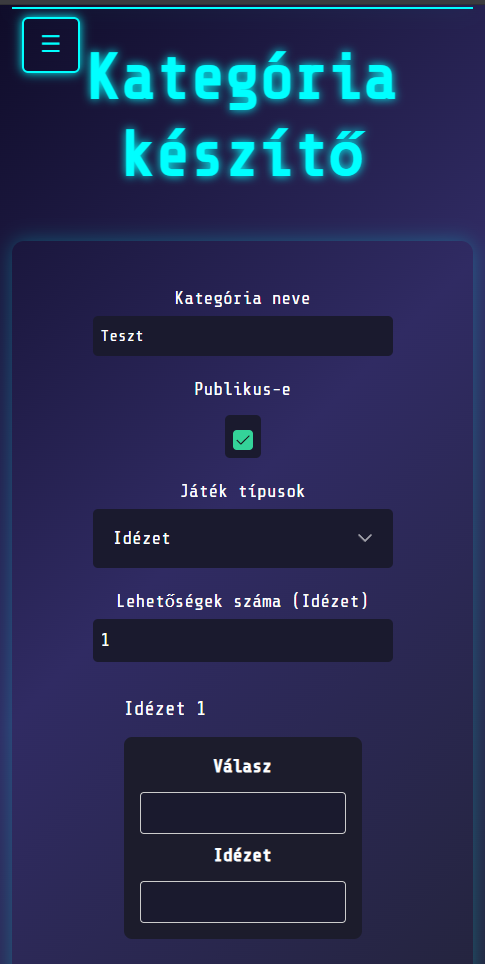 Kategória
készítő
Kategória neve
Teszt
Publikus-e
Játék típusok
Idézet
Lehetőségek száma (Idézet)
1
Idézet 1
Válasz
Idézet